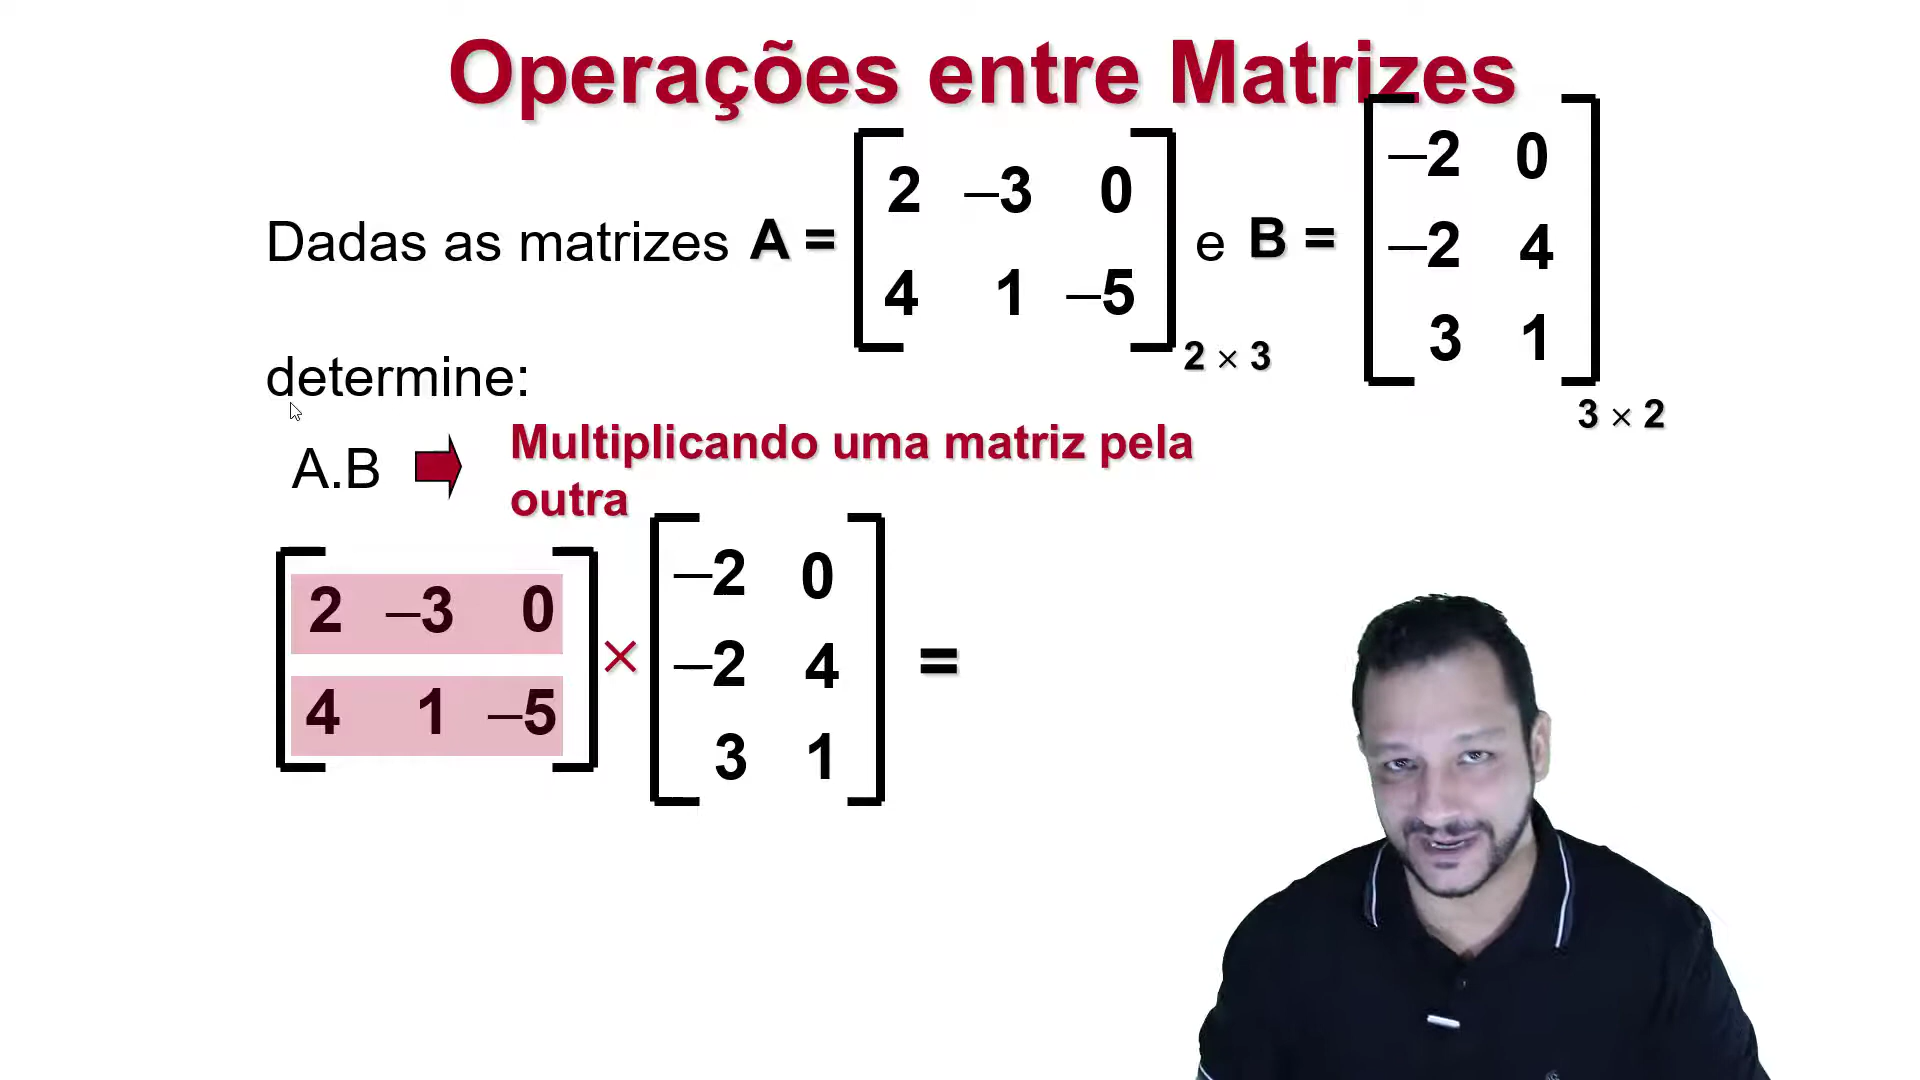 Operações entre Matrizes
Dadas as matrizes A = 2 –3 0 e B = –2 0
4 1 –5 –2 4
2 × 3 3 1
3 × 2
determine:
A.B Multiplicando uma matriz pela
outra
2 –3 0 × –2 0 =
4 1 –5 –2 4
3 1